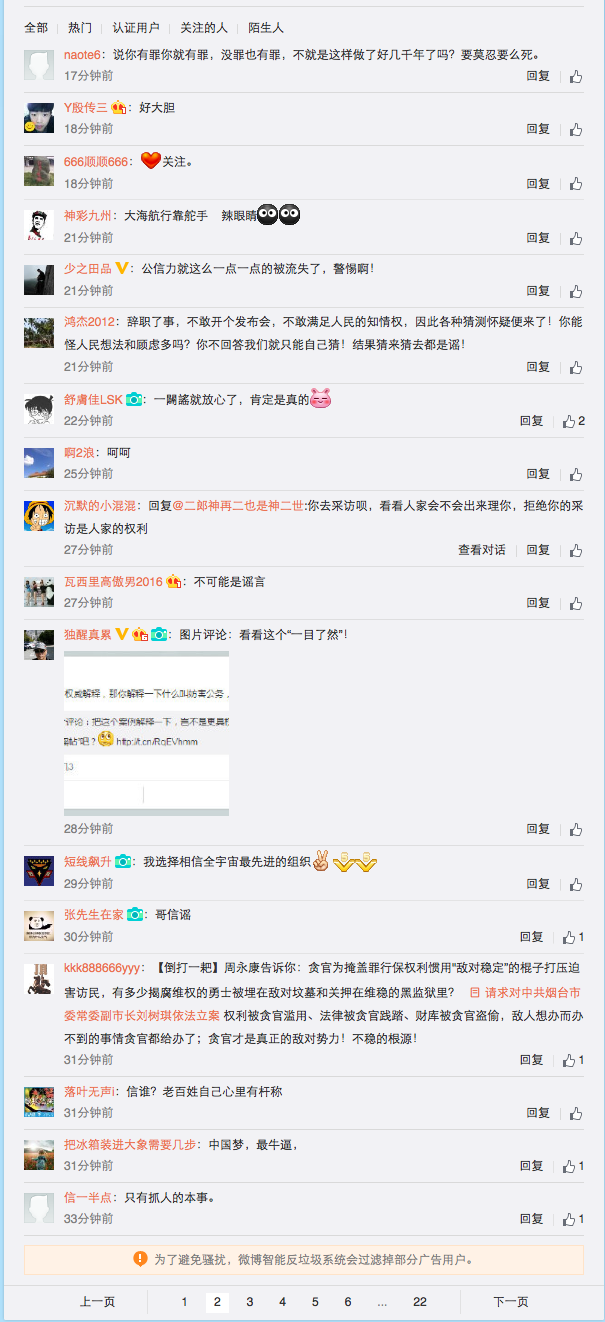 全部 热门 认证用户 关注的人 陌生人
naote6：说你有罪你就有罪，没罪也有罪，不就是这样做了好几千年了吗？要莫忍要么死。
17分钟前 回复
Y殷传三：好大胆
18分钟前 回复
666顺顺666：关注。
18分钟前 回复
神彩九州：大海航行靠舵手 辣眼睛
21分钟前 回复
少之田品：公信力就这么一点一点的被流失了，警惕啊！
21分钟前 回复
鸿杰2012：辞职了事，不敢开个发布会，不敢满足人民的知情权，因此各种猜测怀疑便来了！你能
怪人民想法和顾虑多吗？你不回答我们就只能自己猜！结果猜来猜去都是谣！
21分钟前 回复
舒膚佳LSK：一闢謠就放心了，肯定是真的
22分钟前 回复 2
啊2浪：呵呵
25分钟前 回复
沉默的小混混：回复@二郎神再二也是神二世:你去采访呗，看看人家会不会出来理你，拒绝你的采
访是人家的权利
27分钟前 查看对话 回复
瓦西里高傲男2016：不可能是谣言
27分钟前 回复
独醒真累：图片评论：看看这个“一目了然”！
权威解释，那你解释一下什么叫妨害公务，
评论：把这个案例解释一下，岂不是更真权
帖”吧？ http://t.cn/RqEVhmm
28分钟前 回复
短线飙升：我选择相信全宇宙最先进的组织
29分钟前 回复
张先生在家：哥信谣
30分钟前 回复 1
kkk888666yyy：【倒打一耙】周永康告诉你：贪官为掩盖罪行保权利惯用“敌对稳定”的棍子打压迫
害访民，有多少揭腐维权的勇士被埋在敌对坟墓和关押在维稳的黑监狱里？ 请求对中共烟台市
委常委副市长刘树琪依法立案 权利被贪官滥用、法律被贪官践踏、财库被贪官盗偷，敌人想办而办
不到的事情贪官都给办了；贪官才是真正的敌对势力！不稳的根源！
31分钟前 回复 1
落叶无声i：信谁？老百姓自己心里有杆称
31分钟前 回复
把冰箱装进大象需要几步：中国梦，最牛逼，
31分钟前 回复 1
信一半点：只有抓人的本事。
33分钟前 回复 1
为了避免骚扰，微博智能反垃圾系统会过滤掉部分广告用户。
上一页 1 2 3 4 5 6 ... 22 下一页